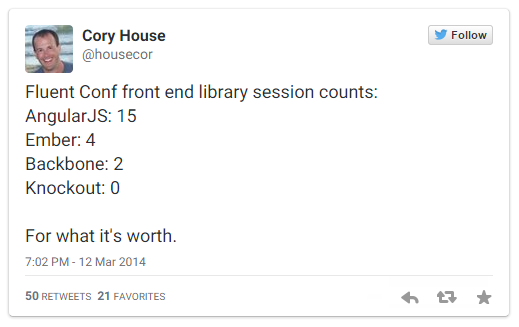 Cory House
@housecor
Follow
Fluent Conf front end library session counts:
AngularJS: 15
Ember: 4
Backbone: 2
Knockout: 0
For what it's worth.
7:02 PM - 12 Mar 2014
50 RETWEETS 21 FAVORITES